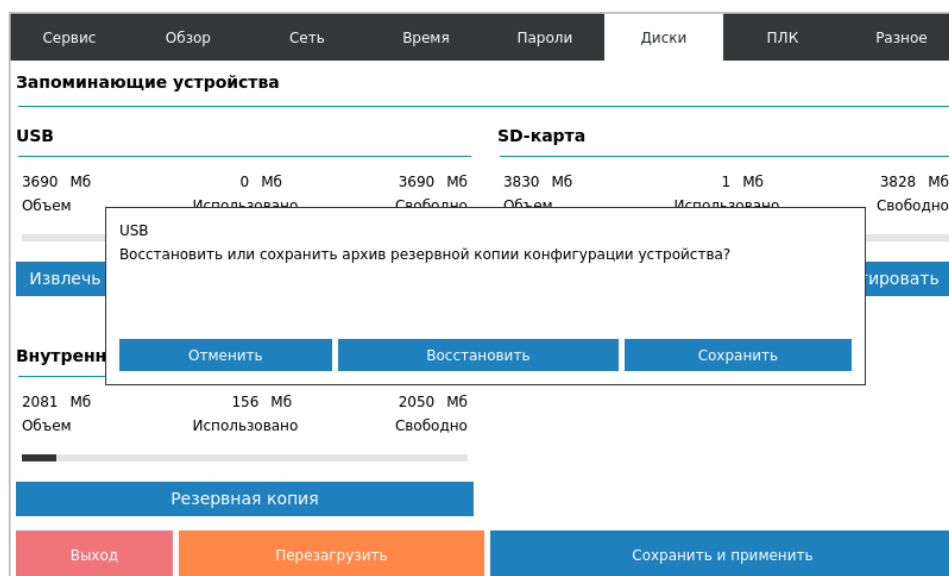 Сервис Обзор Сеть Время Пароли Диски ПЛК Разное
Запоминающие устройства
USB SD-карта
3690 Мб 0 Мб 3690 Мб 3830 Мб 1 Мб 3828 Мб
Объем Использовано Свободно Объем Использовано Свободно
USB
Восстановить или сохранить архив резервной копии конфигурации устройства?
Извлечь
Отменить Восстановить Сохранить
2081 Мб 156 Мб 2050 Мб
Объем Использовано Свободно
Резервная копия
Выход Перезагрузить Сохранить и применить